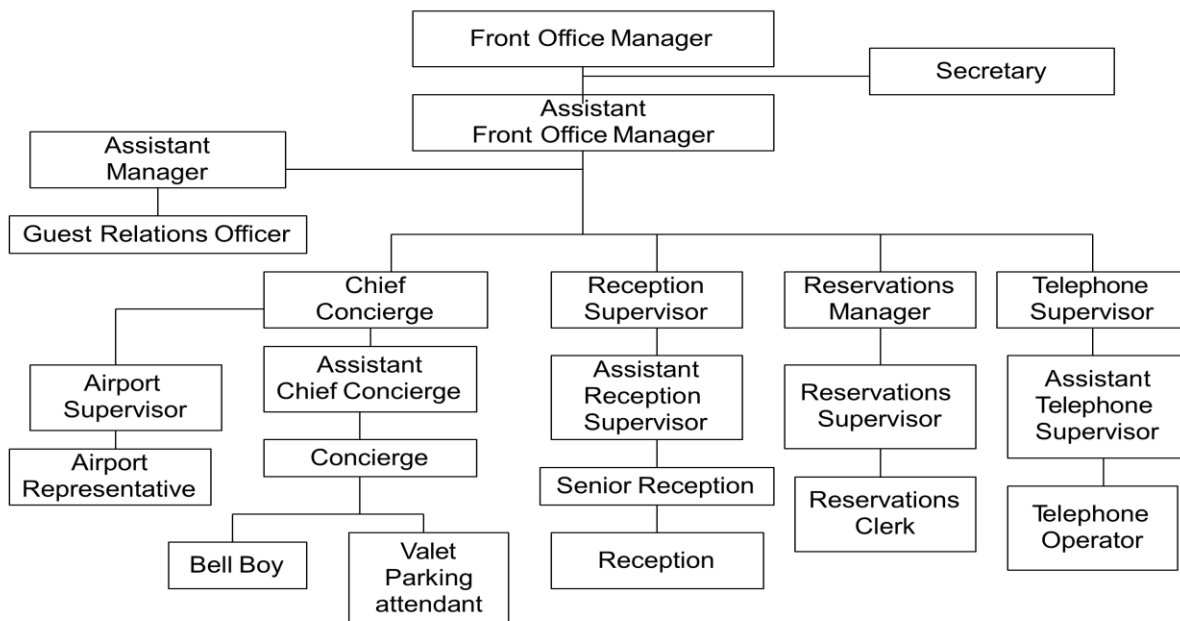 Front Office Manager
Secretary
Assistant
Front Office Manager
Assistant
Manager
Guest Relations Officer
Chief
Concierge
Reception
Supervisor
Reservations
Manager
Telephone
Supervisor
Airport
Supervisor
Assistant
Chief Concierge
Assistant
Reception
Supervisor
Reservations
Supervisor
Assistant
Telephone
Supervisor
Airport
Representative
Concierge
Senior Reception
Reservations
Clerk
Telephone
Operator
Bell Boy
Valet
Parking
attendant
Reception